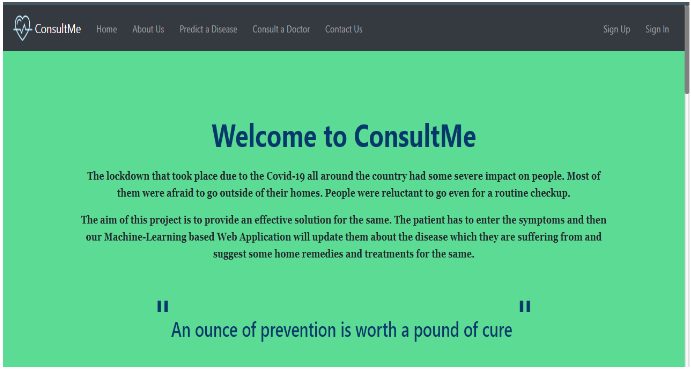 ConsultMe Home About Us Predict a Disease Consult a Doctor Contact Us Sign Up Sign In
Welcome to ConsultMe
The lockdown that took place due to the Covid-19 all around the country had some severe impact on people. Most of
them were afraid to go outside of their homes. People were reluctant to go even for a routine checkup.
The aim of this project is to provide an effective solution for the same. The patient has to enter the symptoms and then
our Machine-Learning based Web Application will update them about the disease which they are suffering from and
suggest some home remedies and treatments for the same.
"An ounce of prevention is worth a pound of cure"